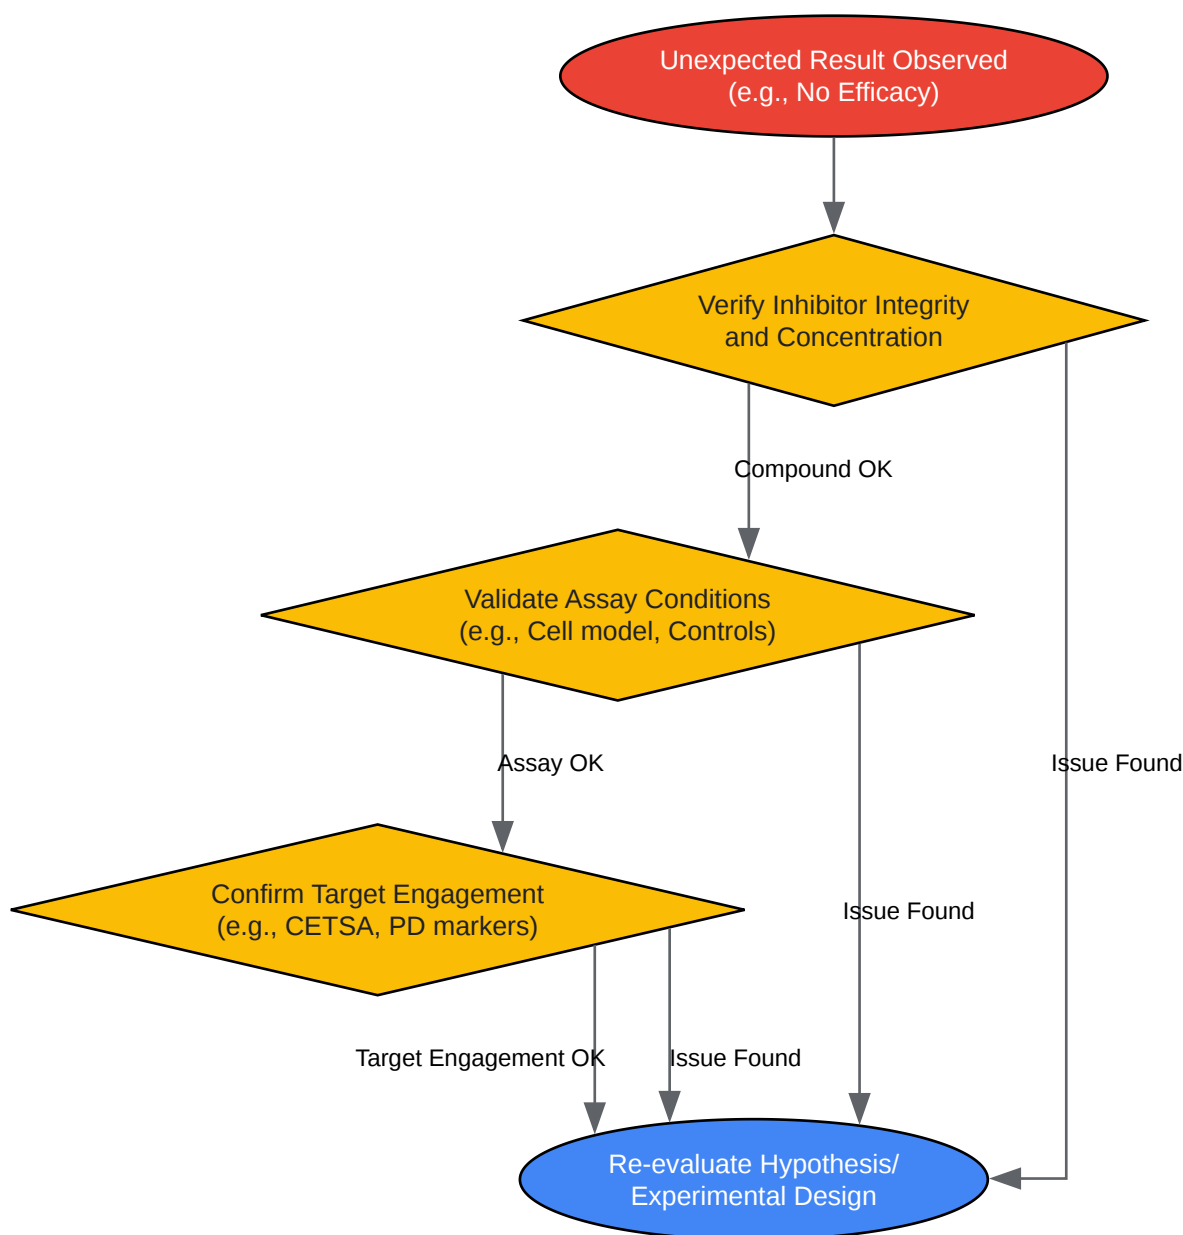 Unexpected Result Observed
(e.g., No Efficacy)
Verify Inhibitor Integrity
and Concentration
Compound OK
Validate Assay Conditions
(e.g., Cell model, Controls)
Assay OK
Issue Found
Confirm Target Engagement
(e.g., CETSA, PD markers)
Issue Found
Target Engagement OK
Issue Found
Re-evaluate Hypothesis/
Experimental Design